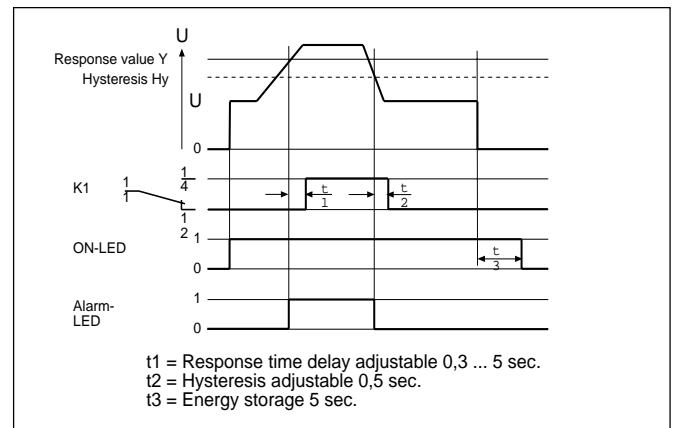 U
Response value Y
Hysteresis Hy
U
0
K1
1
1
1
4
1
2
t
1
t
2
ON-LED
1
0
t
3
Alarm-
LED
1
0
t1 = Response time delay adjustable 0,3 ... 5 sec.
t2 = Hysteresis adjustable 0,5 sec.
t3 = Energy storage 5 sec.